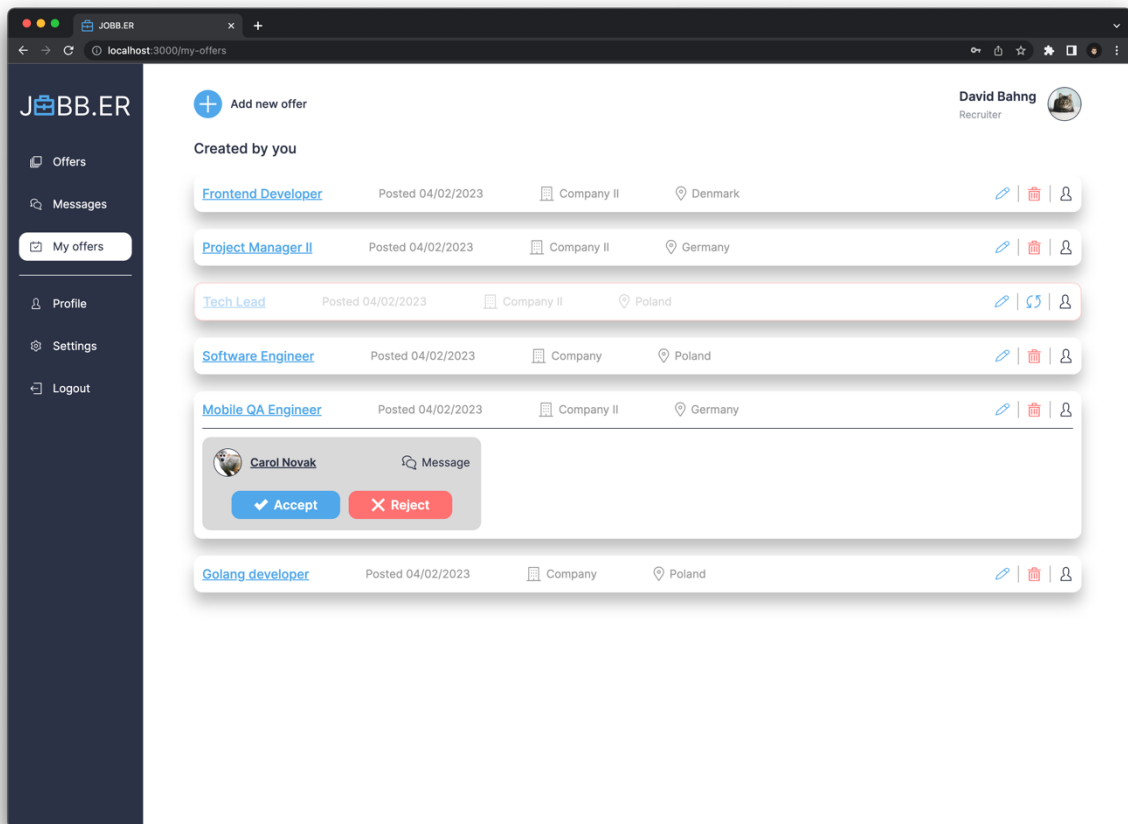 JOBB.ER
localhost:3000/my-offers
JOBB.ER
Add new offer
David Bahng
Recruiter
Offers
Messages
My offers
Profile
Settings
Logout
Created by you
Frontend Developer Posted 04/02/2023 Company II Denmark
Project Manager II Posted 04/02/2023 Company II Germany
Tech Lead Posted 04/02/2023 Company II Poland
Software Engineer Posted 04/02/2023 Company Poland
Mobile QA Engineer Posted 04/02/2023 Company II Germany
Carol Novak Message
Accept Reject
Golang developer Posted 04/02/2023 Company Poland